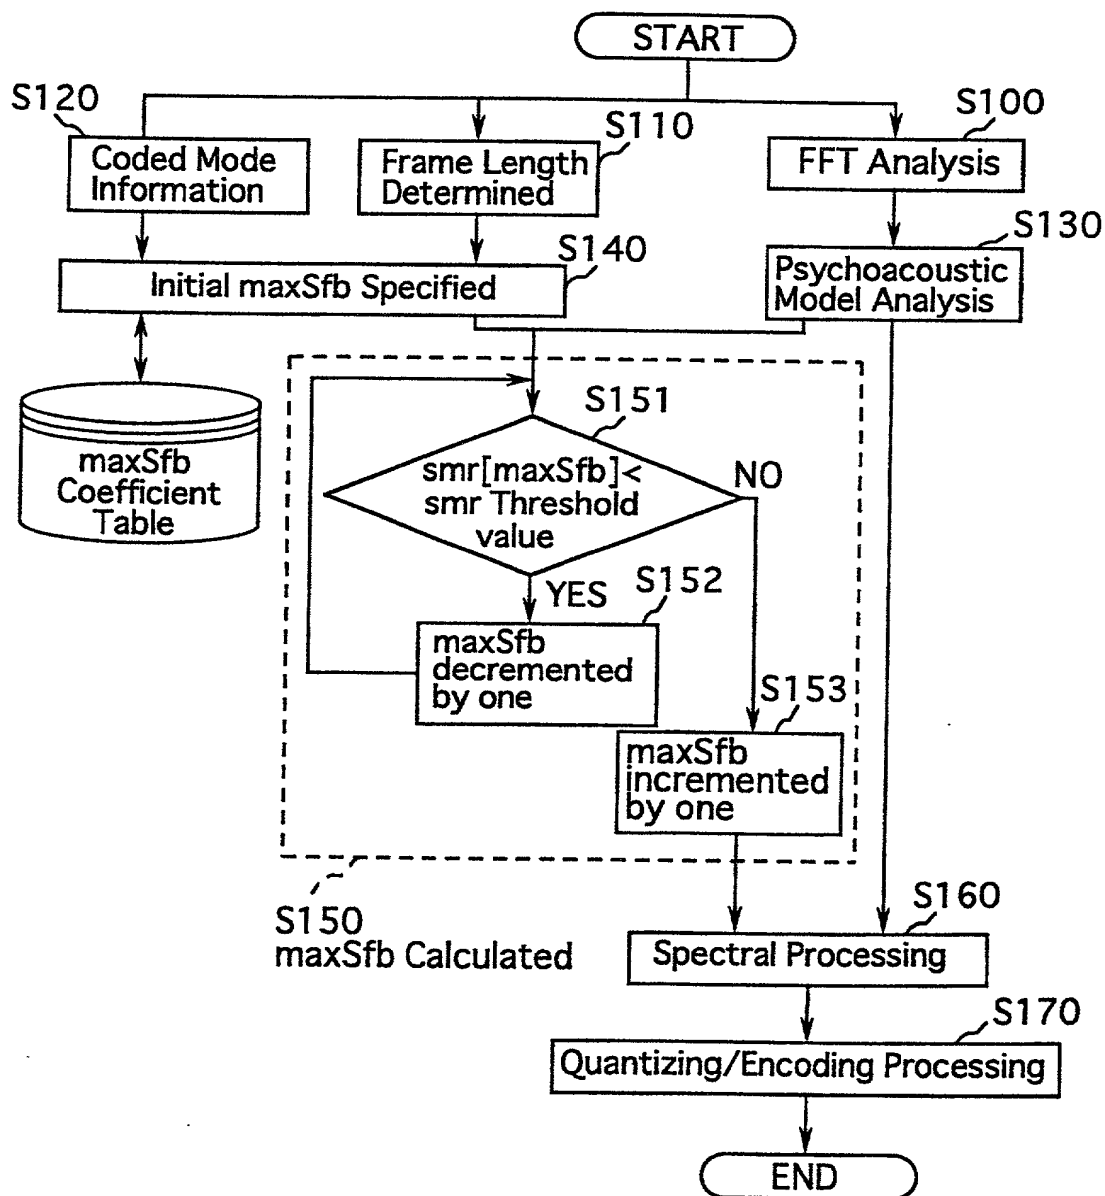 START
S120
S110
S100
Coded Mode
Information
Frame Length
Determined
FFT Analysis
S140
S130
Initial maxSfb Specified
Psychoacoustic
Model Analysis
maxSfb
Coefficient
Table
S151
smr[maxSfb]<
smr Threshold
value
NO
YES
S152
maxSfb
decremented
by one
S153
maxSfb
incremented
by one
S150
maxSfb Calculated
S160
Spectral Processing
S170
Quantizing/Encoding Processing
END